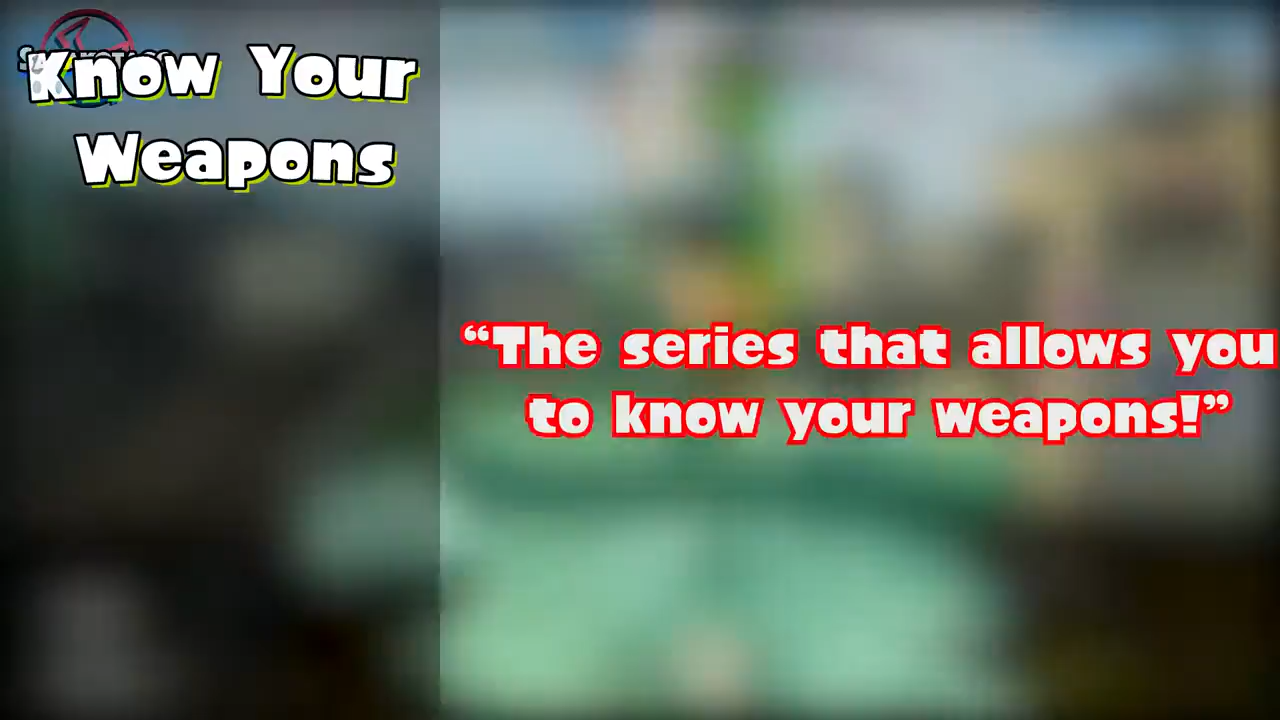 Know Your
Weapons
“The series that allows you
to know your weapons!”